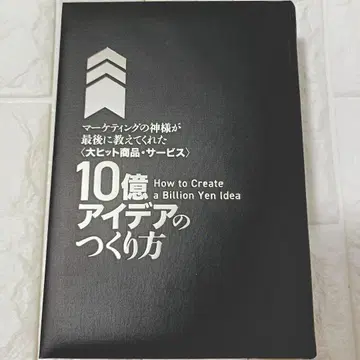 マーケティングの神様が
最後に教えてくれた
〈大ヒット商品・サービス〉
10億 How to Create
a Billion Yen Idea
アイデアの
つくり方